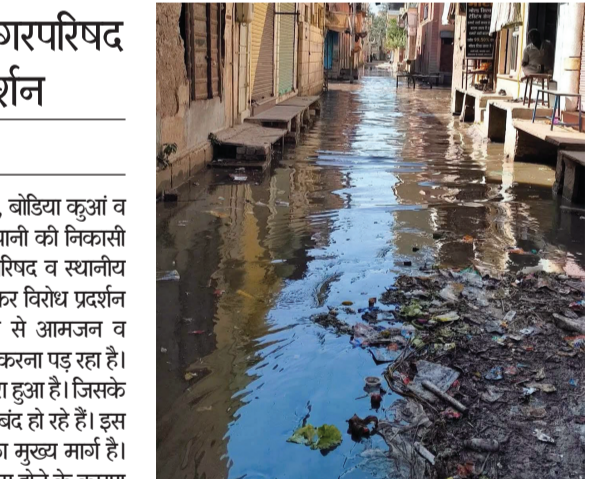 गरपरिषद
र्शन
, बोडिया कुआं व
पानी की निकासी
रिषद व स्थानीय
कर विरोध प्रदर्शन
से आमजन व
करना पड़ रहा है।
रा हुआ है। जिसके
बंद हो रहे हैं। इस
का मुख्य मार्ग है।